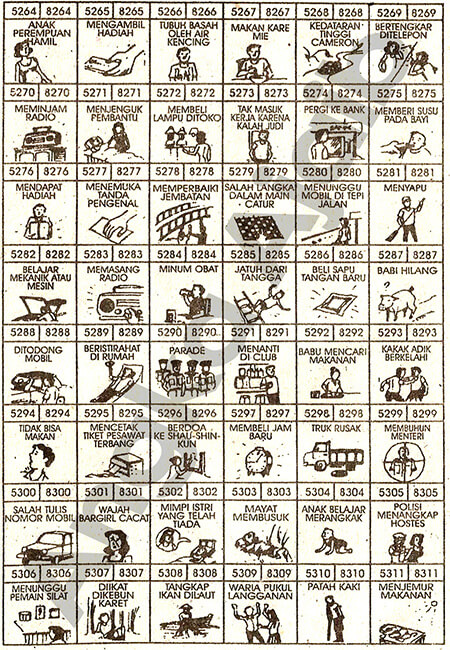 5264 8264 5265 8265 5266 8266 5267 8267 5268 8268 5269 8269
ANAK
PEREMPUAN
HAMIL
MENGAMBIL
HADIAH
TUBUH BASAH
OLEH AIR
KENCING
MAKAN KARE
MIE
KEDATARAN
TINGGI
CAMERON
BERTENGKAR
DITELEPON
5270 8270 5271 8271 5272 8272 5273 8273 5274 8274 5275 8275
MEMINJAM
RADIO
MENJENGUK
PEMBANTU
MEMBELI
LAMPU DITOKO
TAK MASUK
KERJA KARENA
KALAH JUDI
PERGI KE BANK
BANK
MEMBERI SUSU
PADA BAYI
5276 8276 5277 8277 5278 8278 5279 8279 5280 8280 5281 8281
MENDAPAT
HADIAH
MENEMUKA
TANDA
PENGENAL
MEMPERBAIKI
JEMBATAN
SALAH LANGKA
DALAM MAIN
CATUR
MENUNGGU
MOBIL DI TEPI
JALAN
MENYAPU
5282 8282 5283 8283 5284 8284 5285 8285 5286 8286 5287 8287
BELAJAR
MEKANIK ATAU
MESIN
MEMASANG
RADIO
MINUM OBAT
JATUH DARI
TANGGA
BELI SAPU
TANGAN BARU
BABI HILANG
5288 8288 5289 8289 5290 8290 5291 8291 5292 8292 5293 8293
DITODONG
MOBIL
BERISTIRAHAT
DI RUMAH
PARADE
MENANTI
DI CLUB
BABU MENCARI
MAKANAN
KAKAK ADIK
BERKELAHI
5294 8294 5295 8295 5296 8296 5297 8297 5298 8298 5299 8299
TIDAK BISA
MAKAN
MENCETAK
TIKET PESAWAT
TERBANG
BERDOA
KE SHAU-SHIN-
KUN
MEMBELI JAM
BARU
TRUK RUSAK
MEMBUHUN
MENTERI
5300 8300 5301 8301 5302 8302 5303 8303 5304 8304 5305 8305
SALAH TULIS
NOMOR MOBIL
WAJAH
BARGIRL CACAT
MIMPI ISTRI
YANG TELAH
TIADA
MAYAT
MEMBUSUK
ANAK BELAJAR
MERANGKAK
POLISI
MENANGKAP
HOSTES
5306 8306 5307 8307 5308 8308 5309 8309 5310 8310 5311 8311
MENUNGGU
PEMAIN SILAT
DIIKAT
DIKEBUN
KARET
TANGKAP
IKAN DILAUT
WARIA PUKUL
LANGGANAN
PATAH KAKI
MENJEMUR
MAKANAN